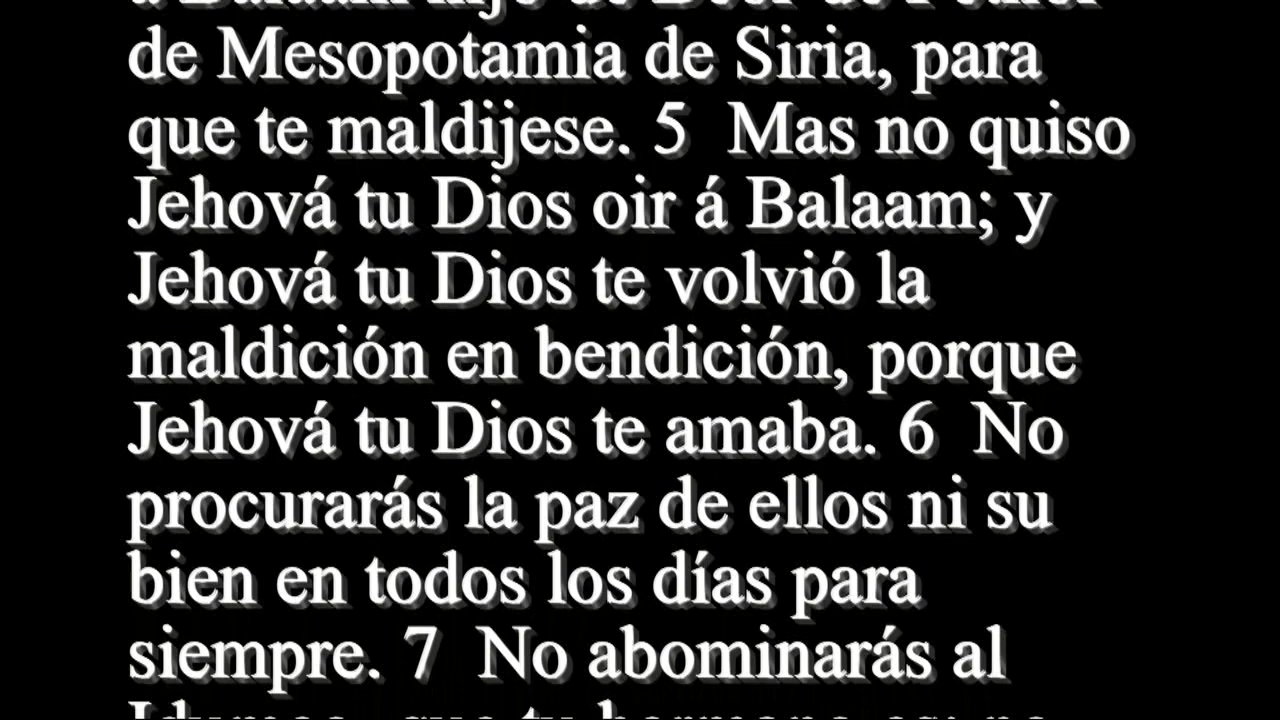 de Mesopotamia de Siria, para
que te maldijese. 5 Mas no quiso
Jehová tu Dios oir á Balaam; y
Jehová tu Dios te volvió la
maldición en bendición, porque
Jehová tu Dios te amaba. 6 No
procurarás la paz de ellos ni su
bien en todos los días para
siempre. 7 No abominarás al